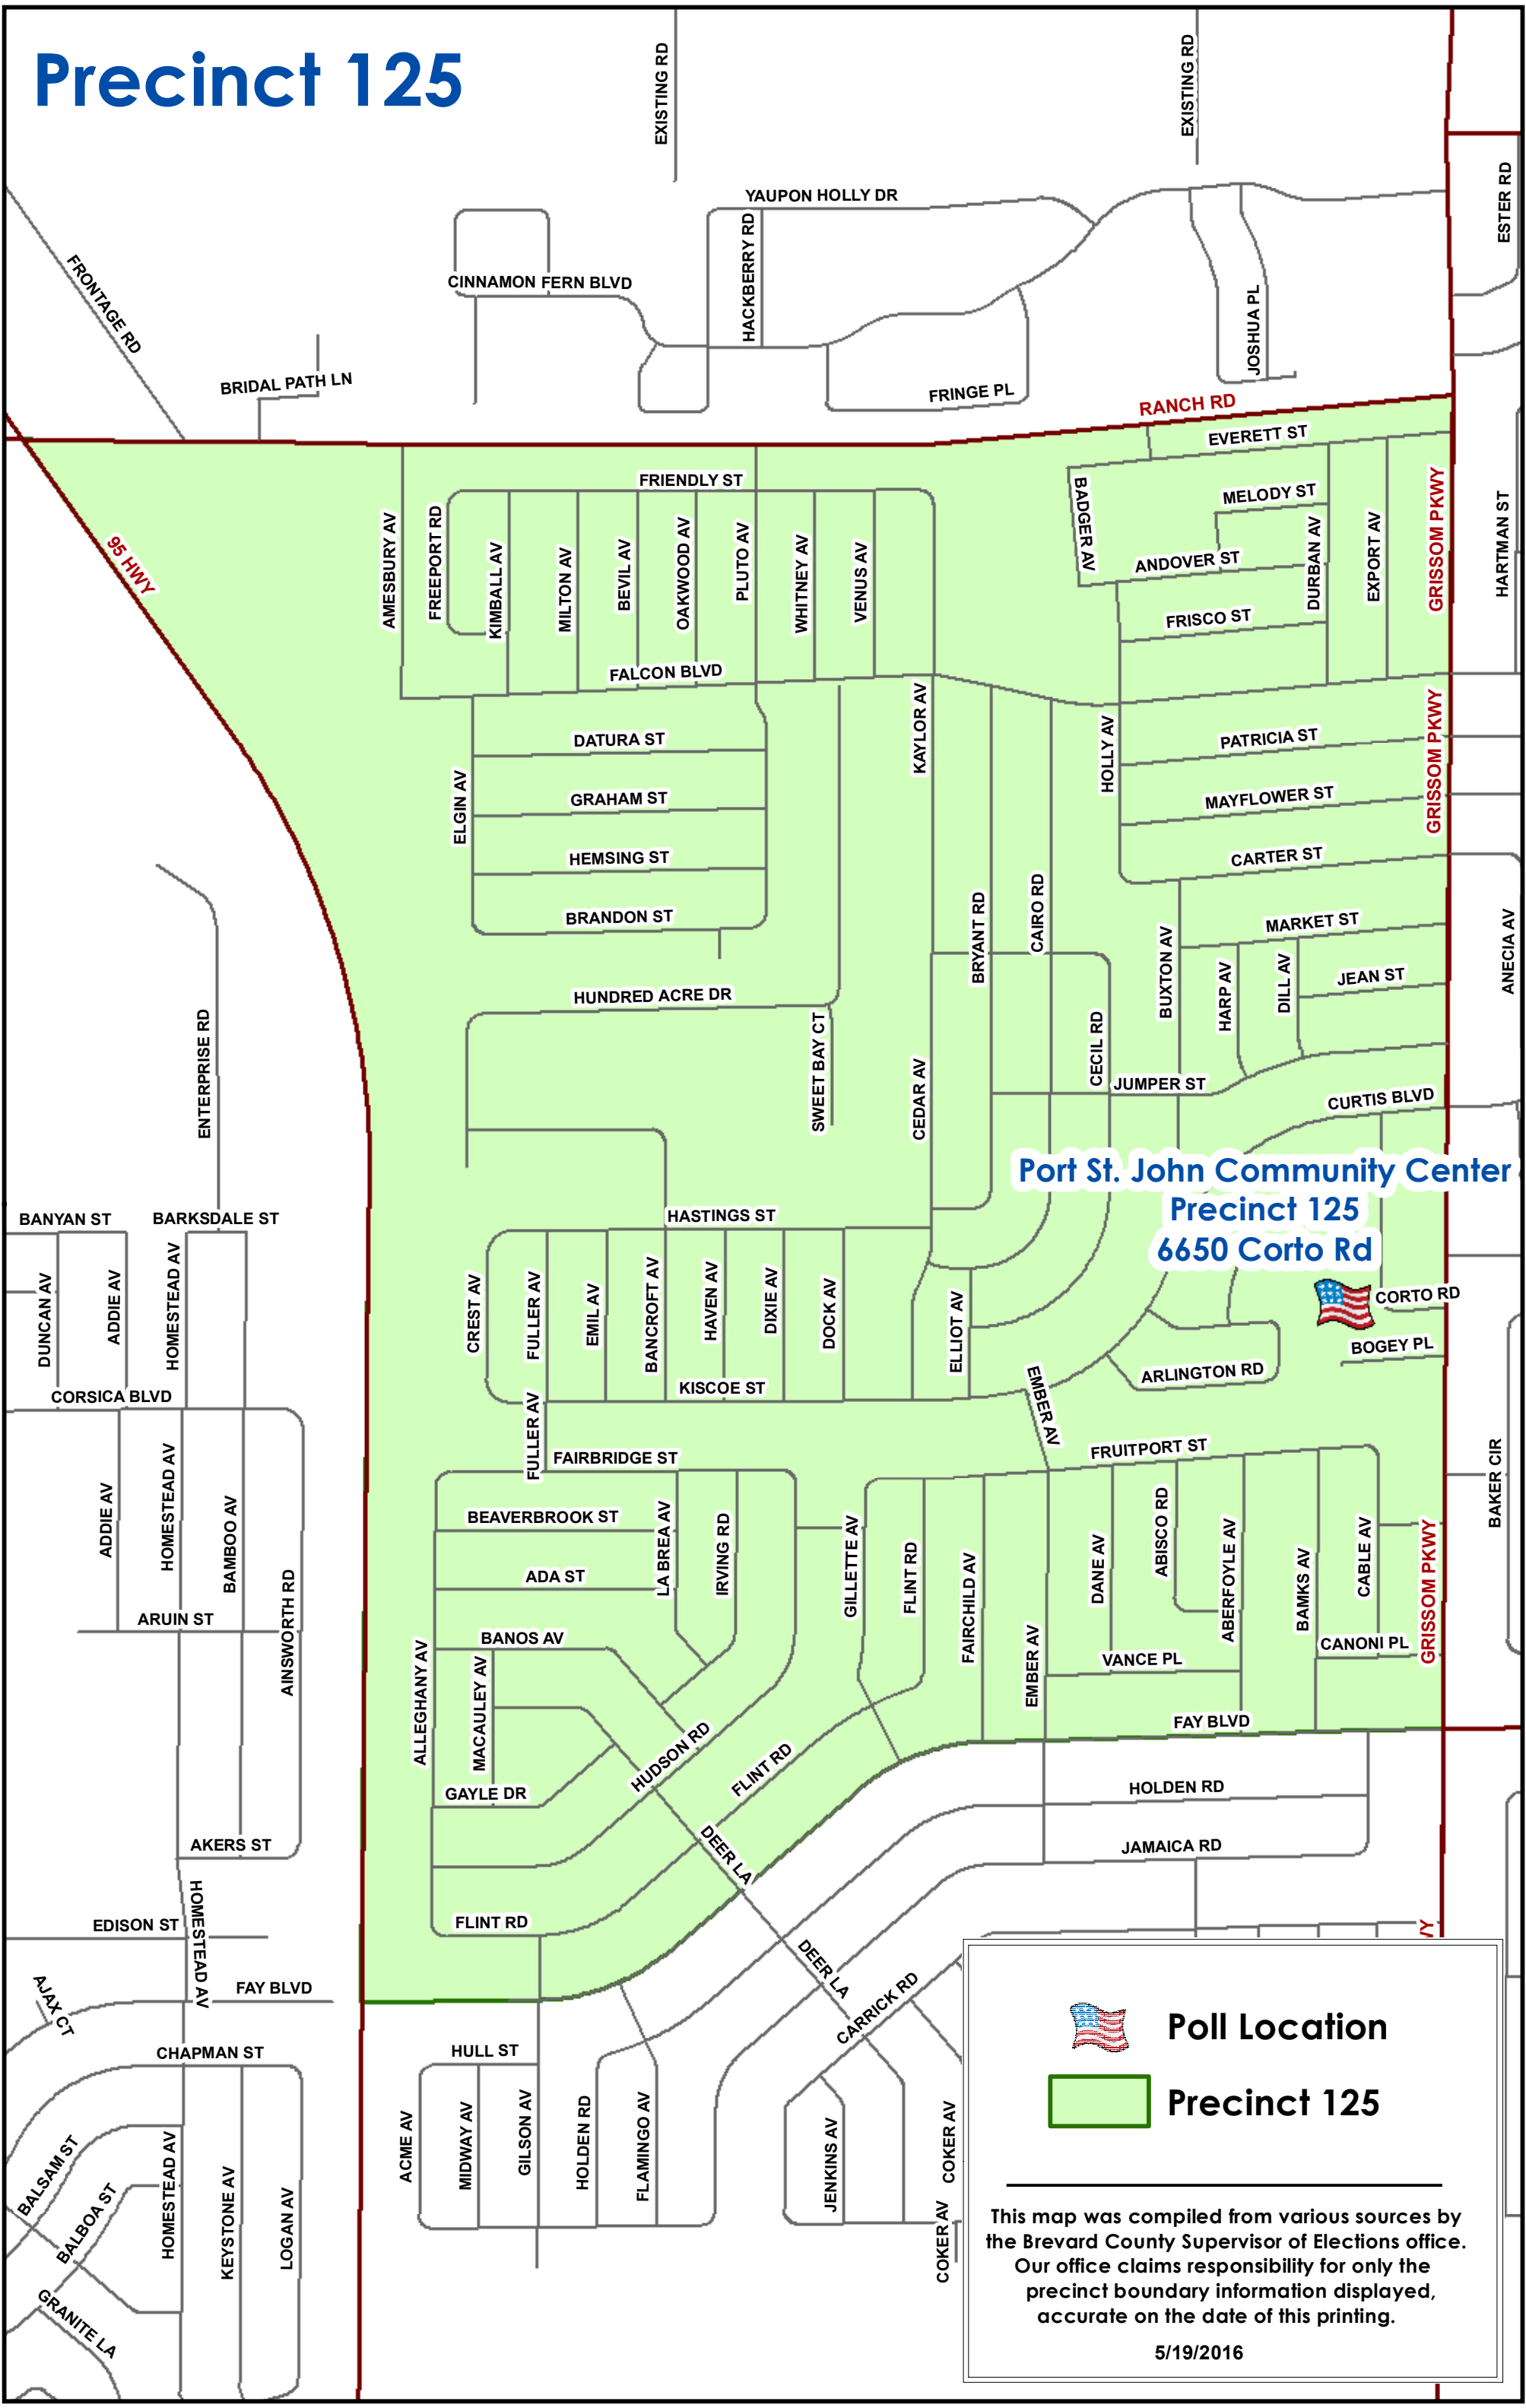 Precinct 125
EXISTING RD
EXISTING RD
ESTER RD
YAUPON HOLLY DR
HACKBERRY RD
FRONTAGE RD
CINNAMON FERN BLVD
JOSHUA PL
BRIDAL PATH LN
FRINGE PL
RANCH RD
EVERETT ST
FRIENDLY ST
BADGER AV
MELODY ST
GRISSOM PKWY
HARTMAN ST
95 HWY
AMESBURY AV
FREEPORT RD
KIMBALL AV
MILTON AV
BEVIL AV
OAKWOOD AV
PLUTO AV
WHITNEY AV
VENUS AV
ANDOVER ST
DURBAN AV
EXPORT AV
FRISCO ST
FALCON BLVD
KAYLOR AV
HOLLY AV
DATURA ST
PATRICIA ST
GRISSOM PKWY
ELGIN AV
GRAHAM ST
MAYFLOWER ST
HEMSING ST
CARTER ST
BRANDON ST
BRYANT RD
CAIRO RD
MARKET ST
BUXTON AV
HARP AV
DILL AV
JEAN ST
ANECIA AV
HUNDRED ACRE DR
SWEET BAY CT
ENTERPRISE RD
CEDAR AV
CECIL RD
JUMPER ST
CURTIS BLVD
Port St. John Community Center
Precinct 125
6650 Corto Rd
BANYAN ST
BARKSDALE ST
HASTINGS ST
DUNCAN AV
ADDIE AV
HOMESTEAD AV
CREST AV
FULLER AV
EMIL AV
BANCROFT AV
HAVEN AV
DIXIE AV
DOCK AV
ELLIOT AV
CORTO RD
BOGEY PL
ARLINGTON RD
CORSICA BLVD
KISCOE ST
EMBER AV
FULLER AV
FAIRBRIDGE ST
FRUITPORT ST
BAKER CIR
ADDIE AV
HOMESTEAD AV
BAMBOO AV
BEAVERBROOK ST
LA BREA AV
IRVING RD
GILLETTE AV
FLINT RD
FAIRCHILD AV
DANE AV
ABISCO RD
ABERFOYLE AV
BAMKS AV
CABLE AV
GRISSOM PKWY
ADA ST
AINSWORTH RD
ARUIN ST
BANOS AV
CANONI PL
ALLEGHANY AV
MACAULEY AV
EMBER AV
VANCE PL
HUDSON RD
FLINT RD
FAY BLVD
GAYLE DR
HOLDEN RD
AKERS ST
DEER LA
JAMAICA RD
HOMESTEAD AV
EDISON ST
FLINT RD
DEER LA
WY
AJAX CT
FAY BLVD
CARRICK RD
CHAPMAN ST
HULL ST
ACME AV
MIDWAY AV
GILSON AV
HOLDEN RD
FLAMINGO AV
JENKINS AV
COKER AV
BALSAM ST
BALBOA ST
HOMESTEAD AV
KEYSTONE AV
LOGAN AV
COKER AV
GRANITE LA
Poll Location
Precinct 125
This map was compiled from various sources by
the Brevard County Supervisor of Elections office.
Our office claims responsibility for only the
precinct boundary information displayed,
accurate on the date of this printing.
5/19/2016